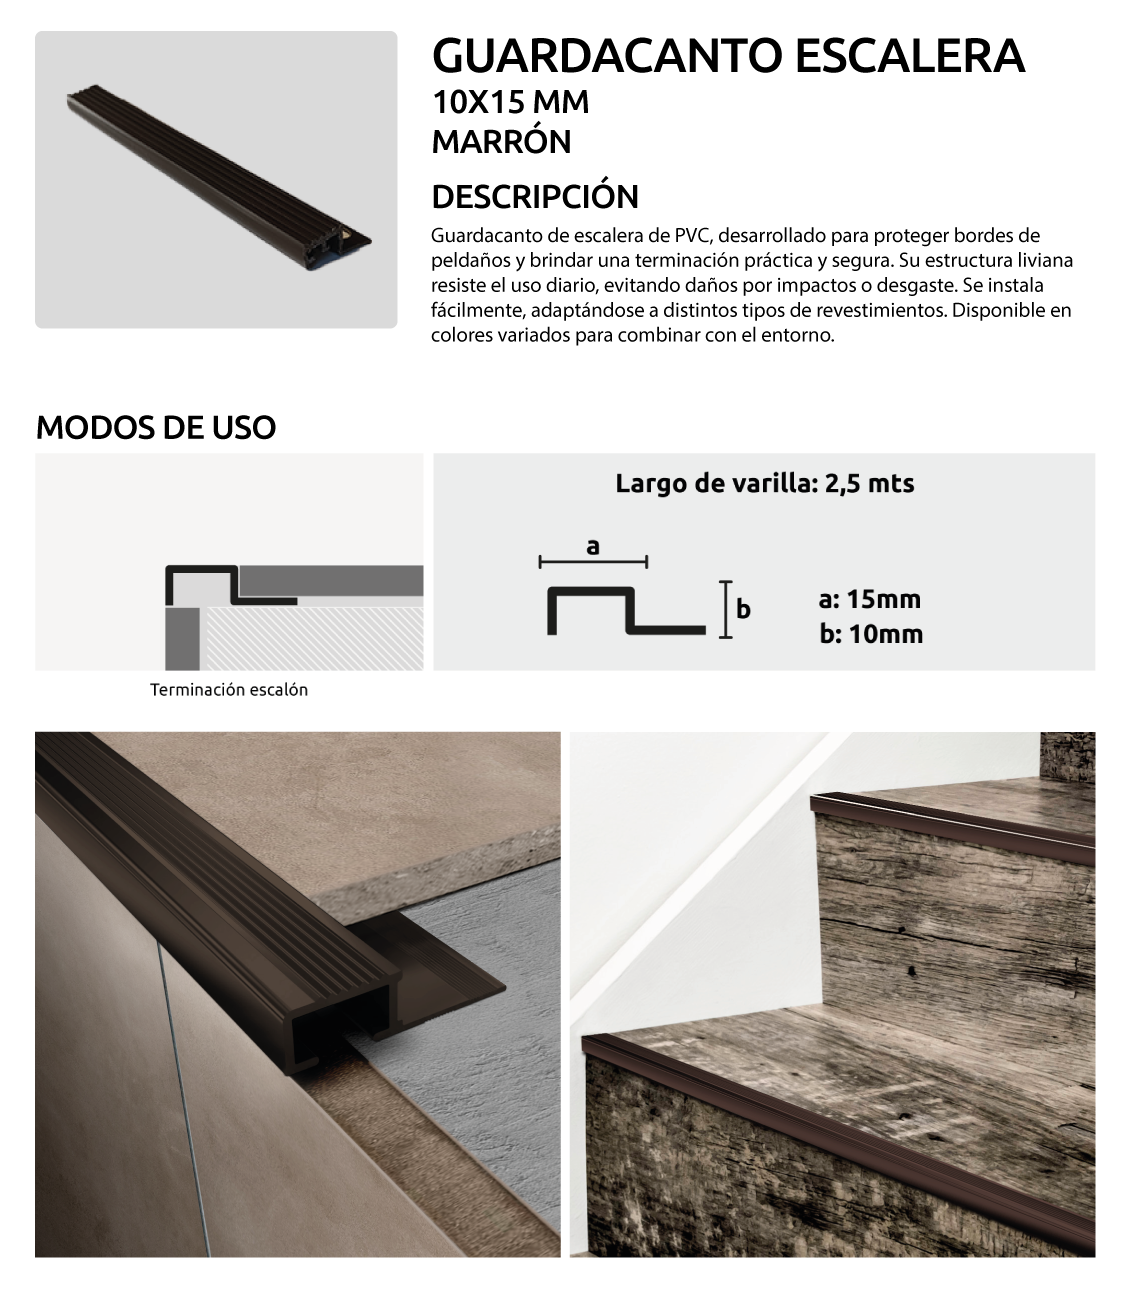 GUARDACANTO ESCALERA
10X15 MM
MARRÓN
DESCRIPCIÓN
Guardacanto de escalera de PVC, desarrollado para proteger bordes de
peldaños y brindar una terminación práctica y segura. Su estructura liviana
resiste el uso diario, evitando daños por impactos o desgaste. Se instala
fácilmente, adaptándose a distintos tipos de revestimientos. Disponible en
colores variados para combinar con el entorno.
MODOS DE USO
Terminación escalón
Largo de varilla: 2,5 mts
a
b
a: 15mm
b: 10mm